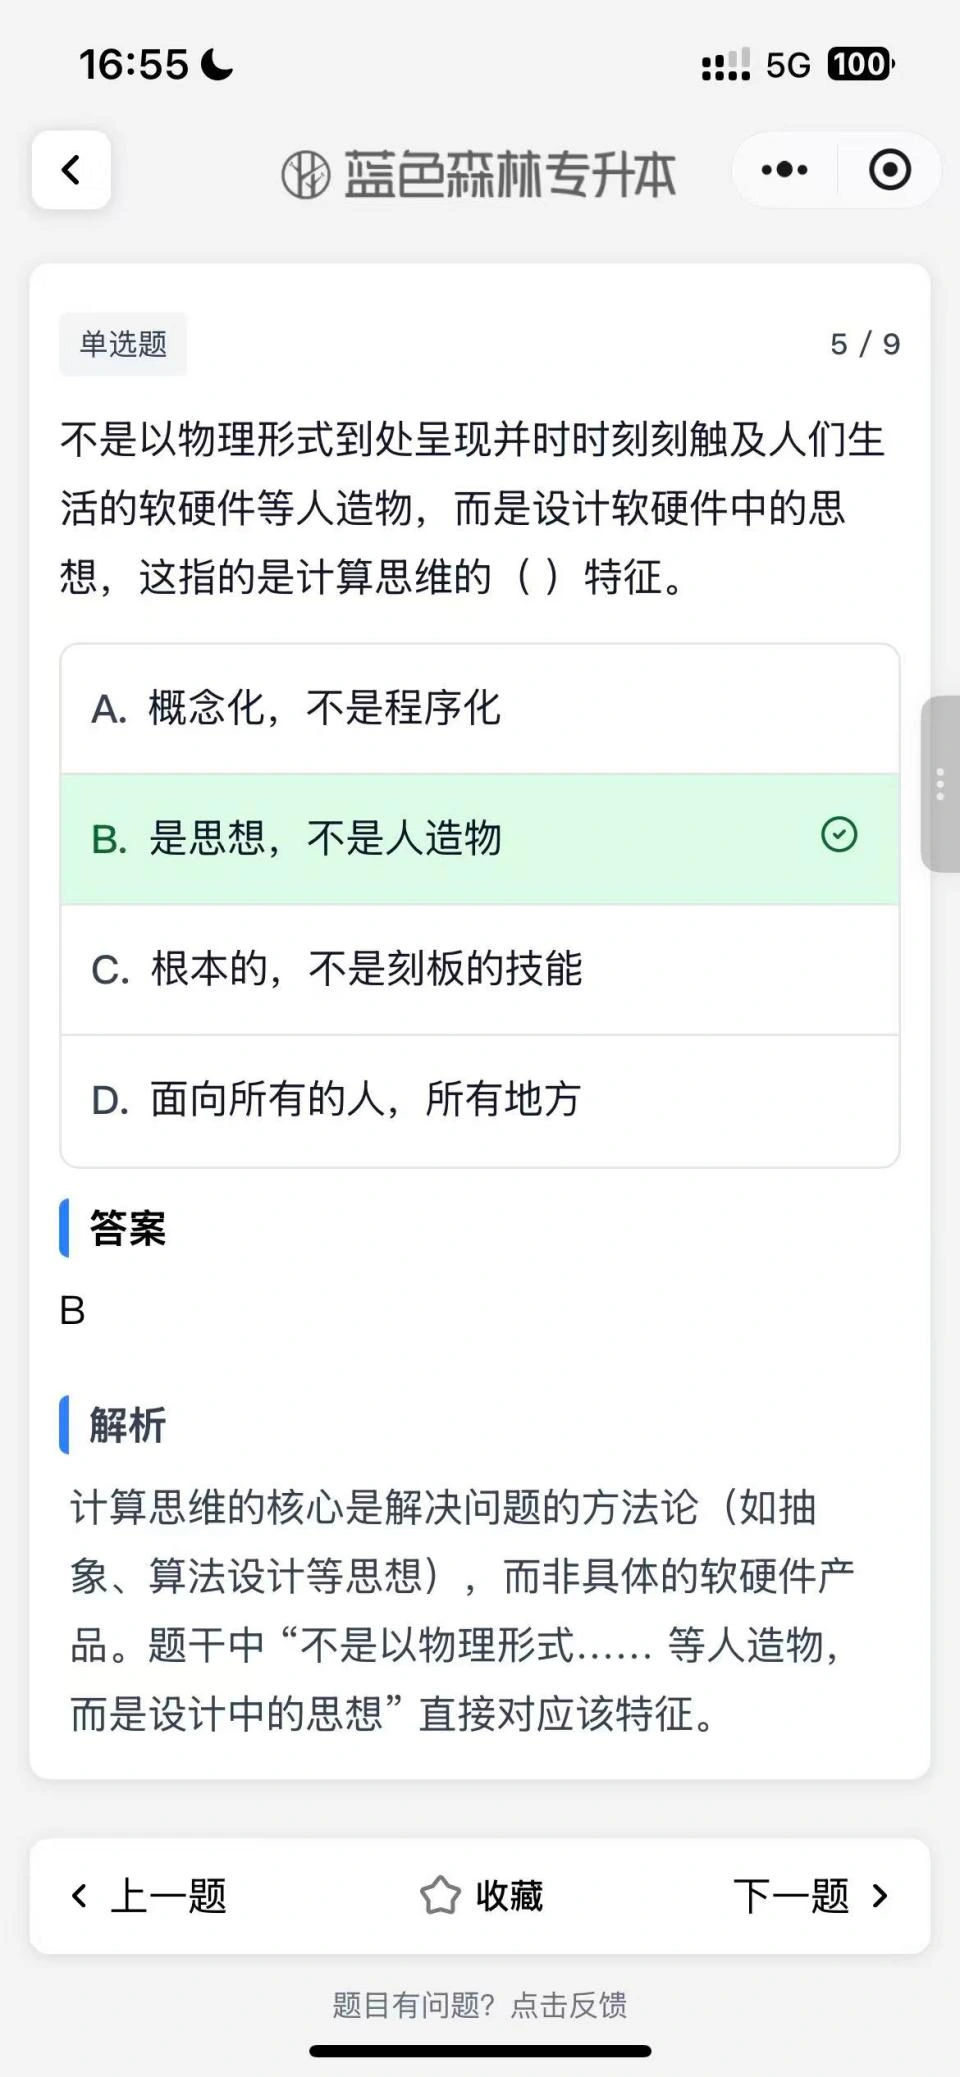 16:55
5G 100
蓝色森林专升本
单选题
5 / 9
不是以物理形式到处呈现并时时刻刻触及人们生
活的软硬件等人造物，而是设计软硬件中的思
想，这指的是计算思维的（ ）特征。
A. 概念化，不是程序化
B. 是思想，不是人造物
C. 根本的，不是刻板的技能
D. 面向所有的人，所有地方
答案
B
解析
计算思维的核心是解决问题的方法论（如抽
象、算法设计等思想），而非具体的软硬件产
品。题干中“不是以物理形式…… 等人造物，
而是设计中的思想”直接对应该特征。
上一题
收藏
下一题
题目有问题？点击反馈